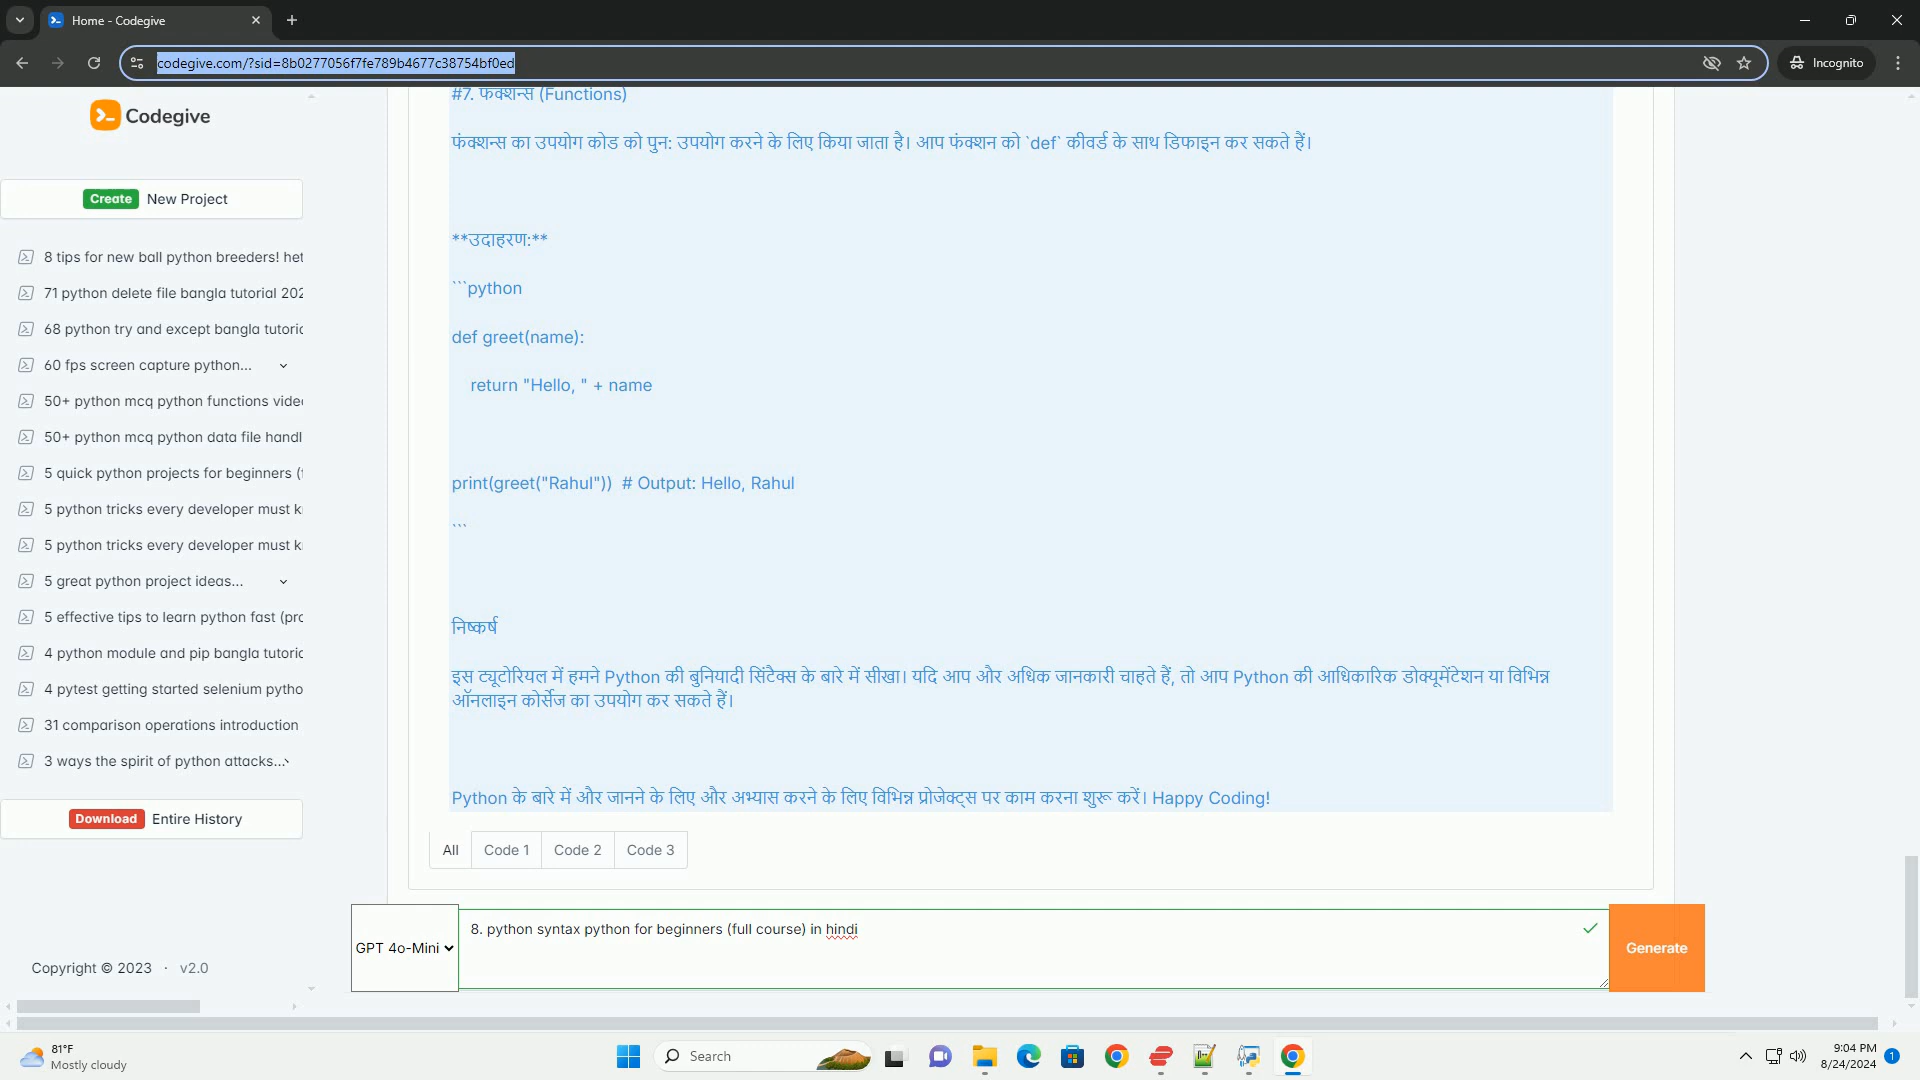 Home - Codegive
codegive.com/?sid=8b0277056f7fe789b4677c38754bf0ed
Incognito
Codegive
Create New Project
8 tips for new ball python breeders! het
71 python delete file bangla tutorial 202
68 python try and except bangla tutoric
60 fps screen capture python...
50+ python mcq python functions vide
50+ python mcq python data file handl
5 quick python projects for beginners (
5 python tricks every developer must k
5 python tricks every developer must k
5 great python project ideas...
5 effective tips to learn python fast (pro
4 python module and pip bangla tutoric
4 pytest getting started selenium pytho
31 comparison operations introduction
3 ways the spirit of python attacks...
Download Entire History
Copyright © 2023 · v2.0
#7. फंक्शन्स (Functions)
फंक्शन्स का उपयोग कोड को पुन: उपयोग करने के लिए किया जाता है। आप फंक्शन को `def` कीवर्ड के साथ डिफाइन कर सकते हैं।
**उदाहरण:**
```python
def greet(name):
return "Hello, " + name
print(greet("Rahul")) # Output: Hello, Rahul
```
निष्कर्ष
इस ट्यूटोरियल में हमने Python की बुनियादी सिंटैक्स के बारे में सीखा। यदि आप और अधिक जानकारी चाहते हैं, तो आप Python की आधिकारिक डोक्यूमेंटेशन या विभिन्न
ऑनलाइन कोर्सेज का उपयोग कर सकते हैं।
Python के बारे में और जानने के लिए और अभ्यास करने के लिए विभिन्न प्रोजेक्ट्स पर काम करना शुरू करें। Happy Coding!
All Code 1 Code 2 Code 3
GPT 4o-Mini
8. python syntax python for beginners (full course) in hindi
Generate
81°F
Mostly cloudy
Search
9:04 PM
8/24/2024
1